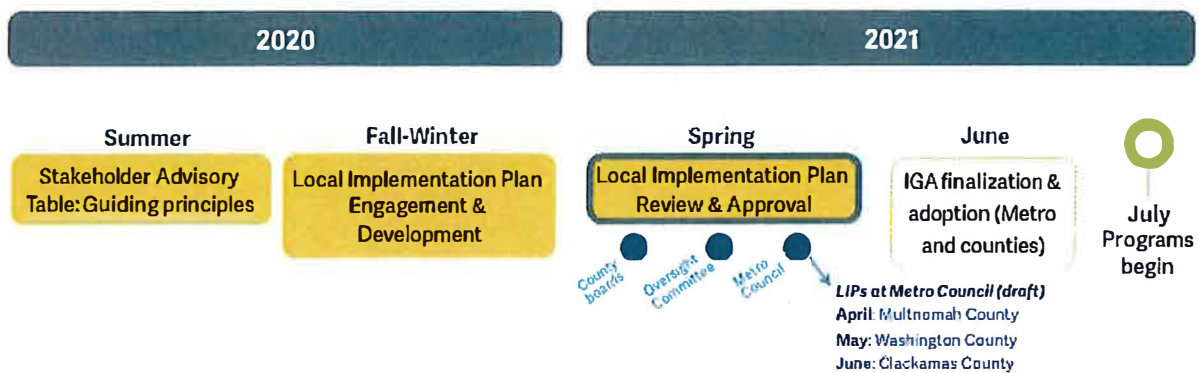 2020
2021
Summer
Stakeholder Advisory
Table: Guiding principles
Fall-Winter
Local Implementation Plan
Engagement &
Development
Spring
Local Implementation Plan
Review & Approval
County
boards
Oversight
Committee
Metro
Council
LIPs at Metro Council (draft)
April: Multnomah County
May: Washington County
June: Clackamas County
June
IGA finalization &
adoption (Metro
and counties)
July
Programs
begin